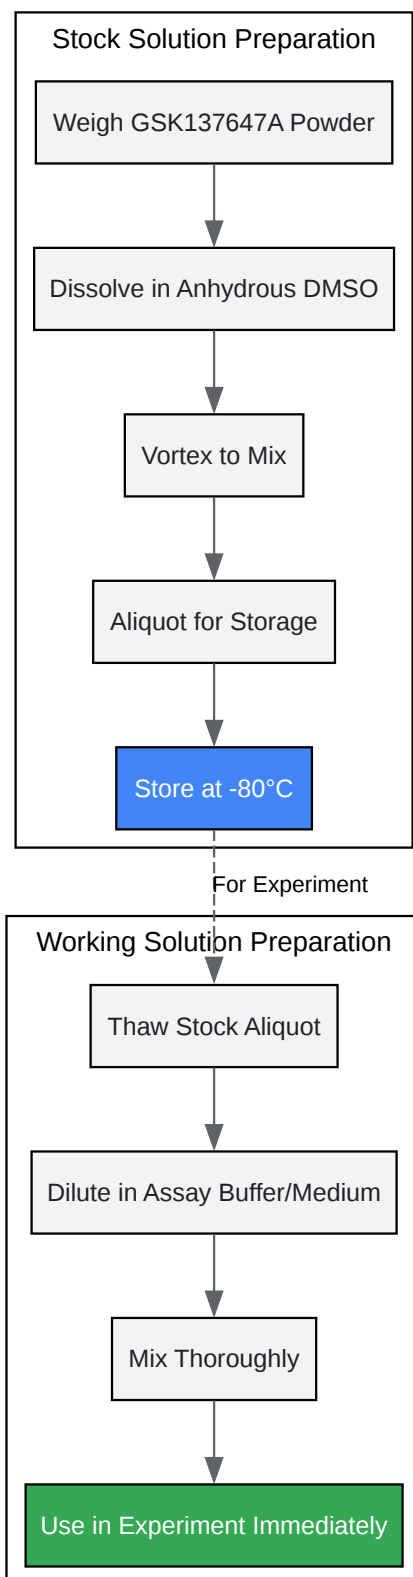 Stock Solution Preparation
Weigh GSK137647A Powder
Dissolve in Anhydrous DMSO
Vortex to Mix
Aliquot for Storage
Store at -80°C
For Experiment
Working Solution Preparation
Thaw Stock Aliquot
Dilute in Assay Buffer/Medium
Mix Thoroughly
Use in Experiment Immediately